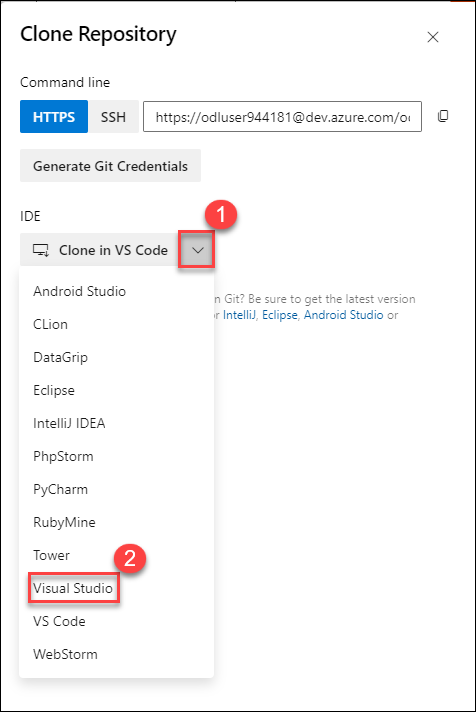 Clone Repository
Command line
HTTPS SSH https://odluser944181@dev.azure.com/o
Generate Git Credentials
IDE
1
Clone in VS Code
Android Studio
n Git? Be sure to get the latest version
or IntelliJ, Eclipse, Android Studio or
CLion
DataGrip
Eclipse
IntelliJ IDEA
PhpStorm
PyCharm
RubyMine
Tower
2
Visual Studio
VS Code
WebStorm